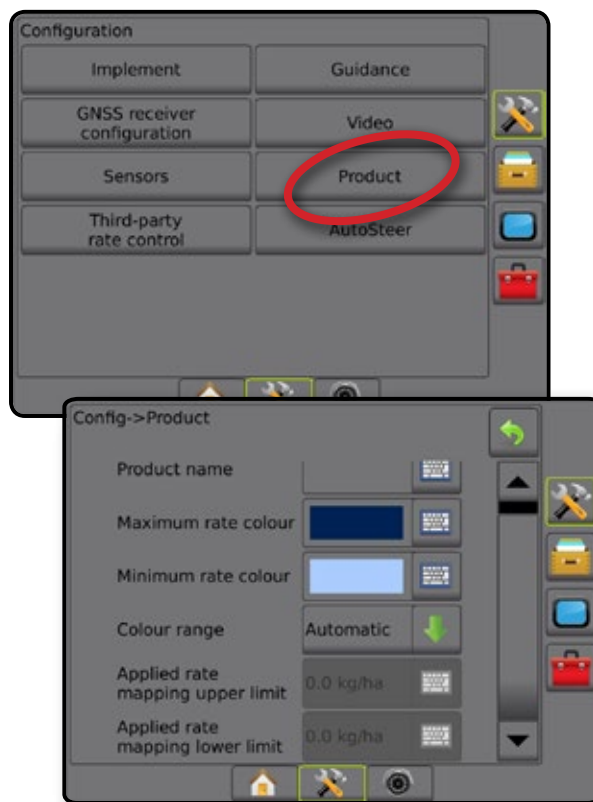 Configuration
Implement
Guidance
GNSS receiver
configuration
Video
Sensors
Product
Third-party
rate control
AutoSteer
Config->Product
Product name
Maximum rate colour
Minimum rate colour
Colour range
Automatic
Applied rate
mapping upper limit
0.0 kg/ha
Applied rate
mapping lower limit
0.0 kg/ha